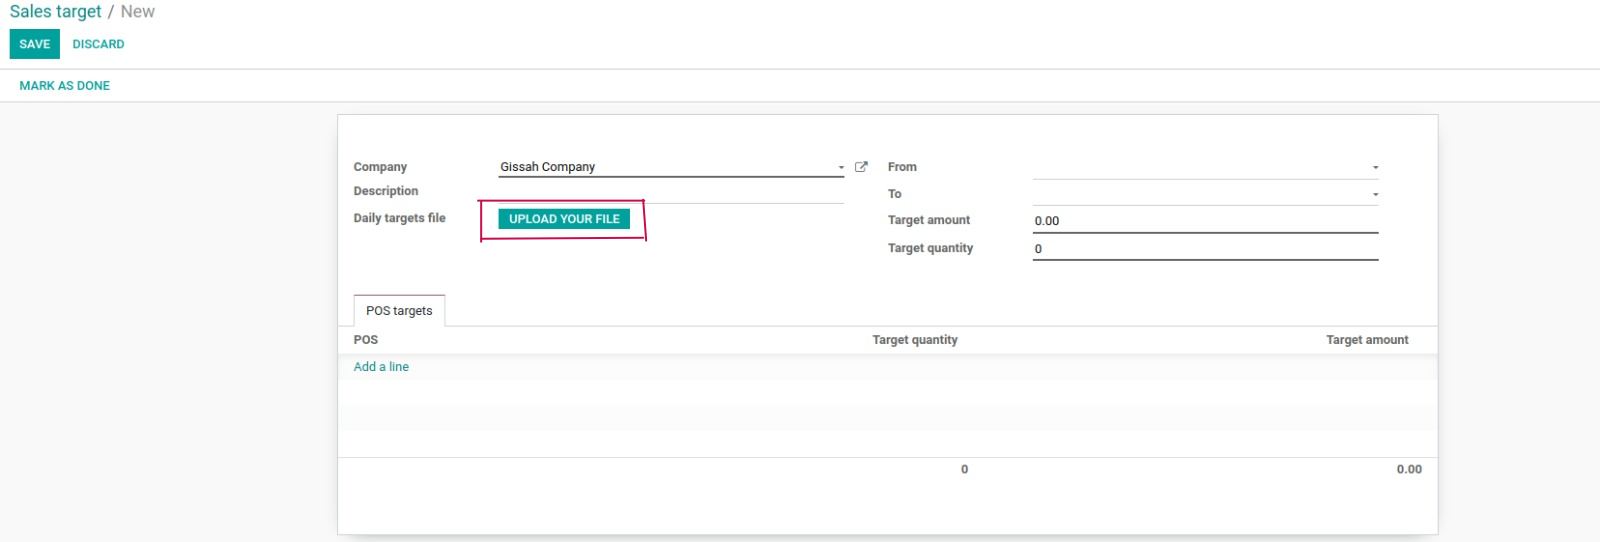 Sales target / New
SAVE DISCARD
MARK AS DONE
Company Gissah Company
Description
Daily targets file UPLOAD YOUR FILE
From
To
Target amount 0.00
Target quantity 0
POS targets
POS Target quantity Target amount
Add a line
0 0.00